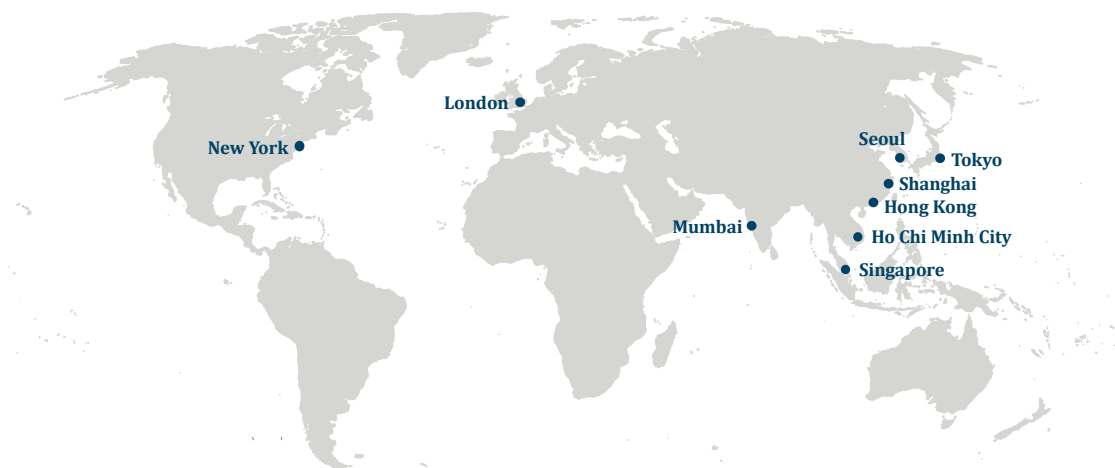 London
New York
Seoul
Tokyo
Shanghai
Hong Kong
Mumbai
Ho Chi Minh City
Singapore